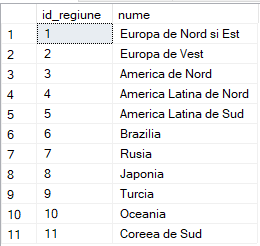 id_regiune nume
1 1 Europa de Nord si Est
2 2 Europa de Vest
3 3 America de Nord
4 4 America Latina de Nord
5 5 America Latina de Sud
6 6 Brazilia
7 7 Rusia
8 8 Japonia
9 9 Turcia
10 10 Oceania
11 11 Coreea de Sud